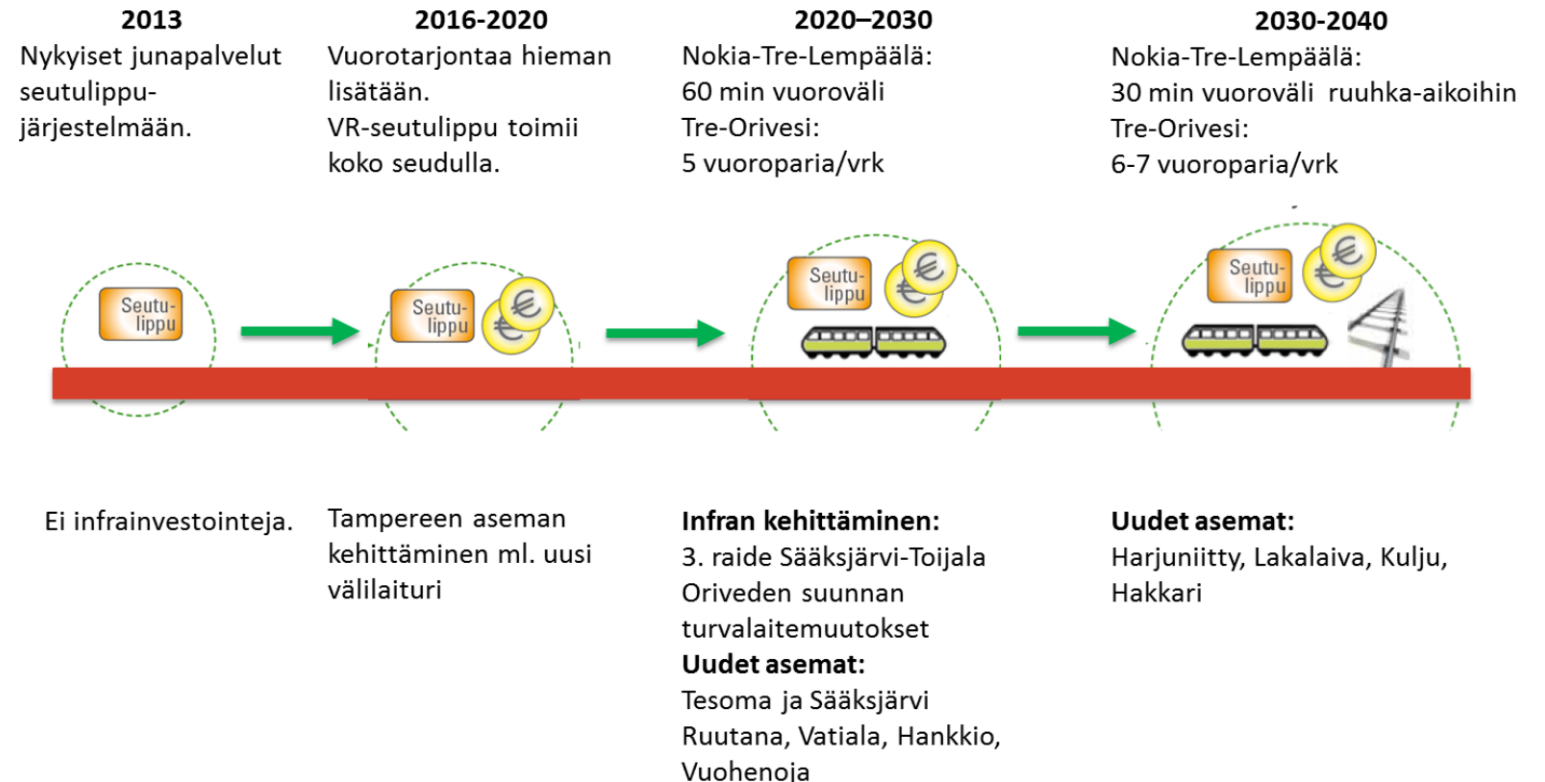 2013
Nykyiset junapalvelut
seutulippu-
järjestelmään.
2016-2020
Vuorotarjontaa hieman
lisätään.
VR-seutulippu toimii
koko seudulla.
2020–2030
Nokia-Tre-Lempäälä:
60 min vuoroväli
Tre-Orivesi:
5 vuoroparia/vrk
2030-2040
Nokia-Tre-Lempäälä:
30 min vuoroväli ruuhka-aikoihin
Tre-Orivesi:
6-7 vuoroparia/vrk
Seutu-
lippu
Seutu-
lippu
€
€
Seutu-
lippu
€
€
Seutu-
lippu
€
€
Ei infrainvestointeja.
Tampereen aseman
kehittäminen ml. uusi
välilaituri
Infran kehittäminen:
3. raide Sääksjärvi-Toijala
Oriveden suunnan
turvalaitemuutokset
Uudet asemat:
Tesoma ja Sääksjärvi
Ruutana, Vatiala, Hankkio,
Vuohenoja
Uudet asemat:
Harjuniitty, Lakalaiva, Kulju,
Hakkari